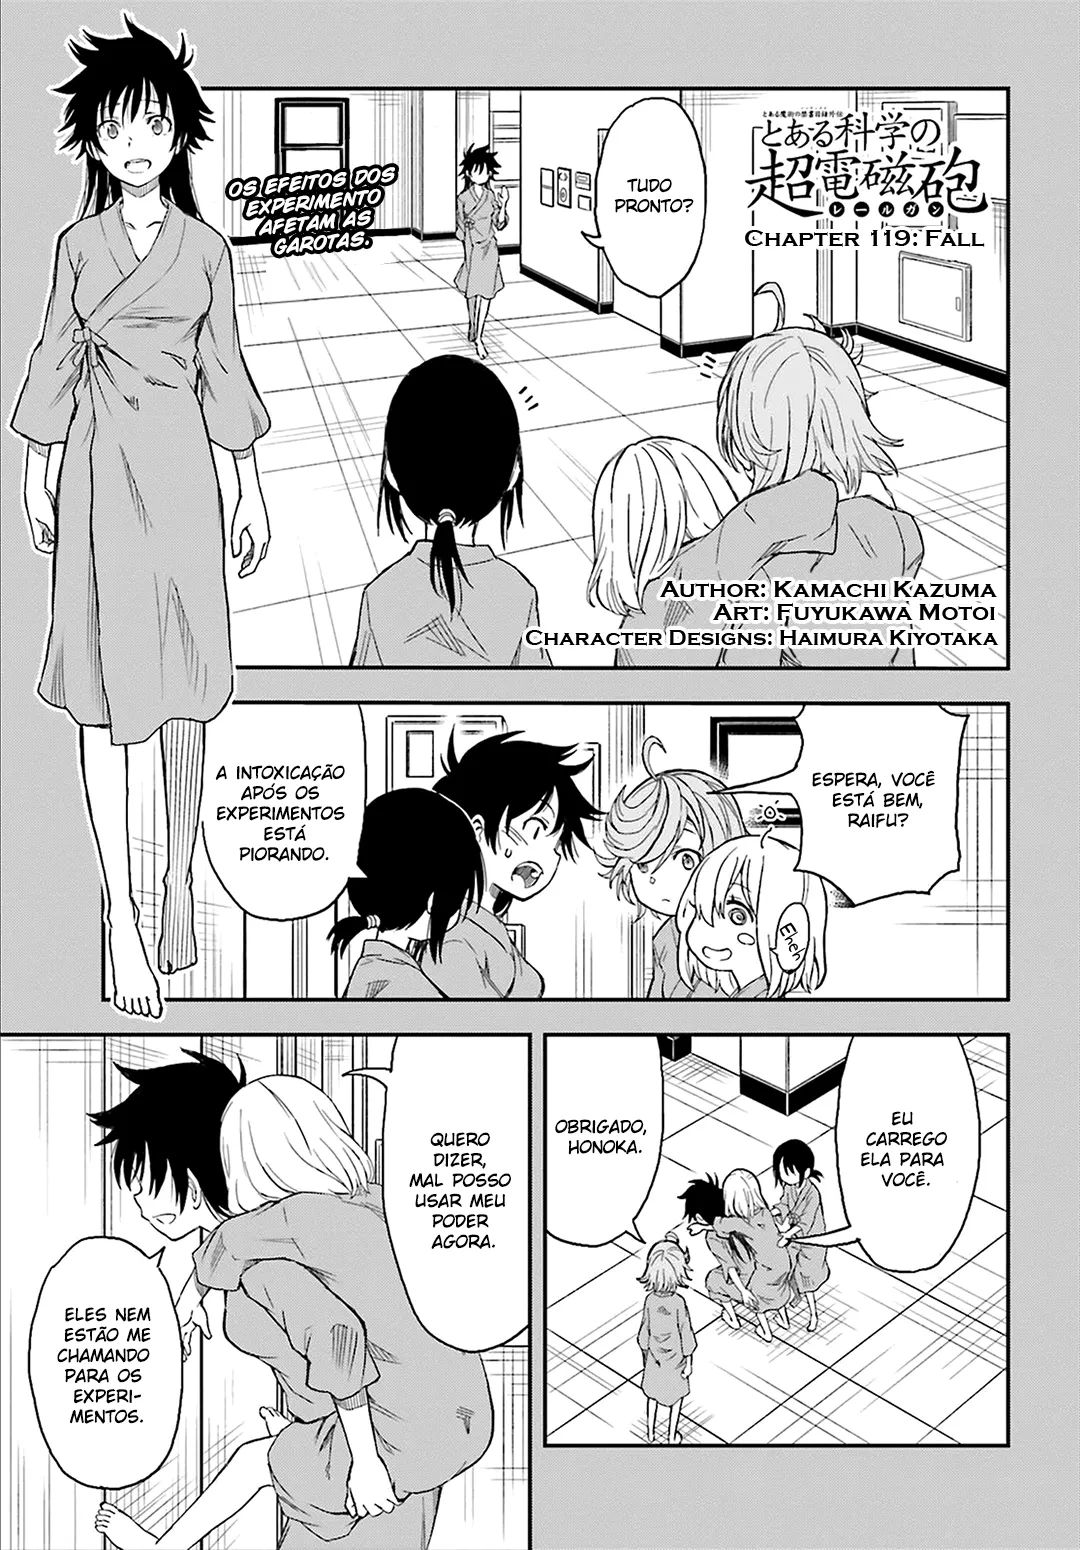 とある魔術の禁書目録外伝
とある科学の
超電磁砲
レールガン
Chapter 119: Fall
TUDO
PRONTO?
OS EFEITOS DOS
EXPERIMENTO
AFETAM AS
GAROTAS.
Author: Kamachi Kazuma
Art: Fuyukawa Motoi
Character Designs: Haimura Kiyotaka
ESPERA, VOCÊ
ESTÁ BEM,
RAIFU?
Eheh
A INTOXICAÇÃO
APÓS OS
EXPERIMENTOS
ESTÁ
PIORANDO.
EU
CARREGO
ELA PARA
VOCÊ.
OBRIGADO,
HONOKA.
QUERO
DIZER,
MAL POSSO
USAR MEU
PODER
AGORA.
ELES NEM
ESTÃO ME
CHAMANDO
PARA OS
EXPERI-
MENTOS.